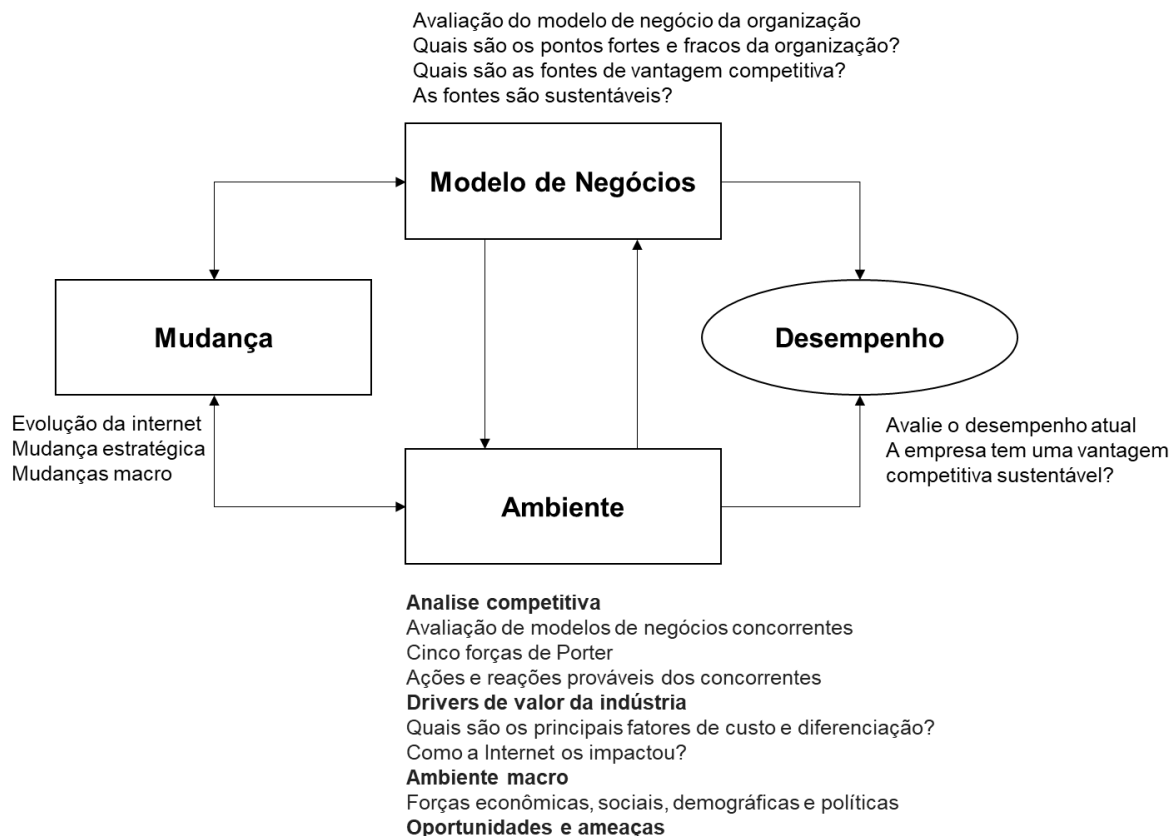 Avaliação do modelo de negócio da organização
Quais são os pontos fortes e fracos da organização?
Quais são as fontes de vantagem competitiva?
As fontes são sustentáveis?
Modelo de Negócios
Mudança
Desempenho
Evolução da internet
Mudança estratégica
Mudanças macro
Avalie o desempenho atual
A empresa tem uma vantagem
competitiva sustentável?
Ambiente
Analise competitiva
Avaliação de modelos de negócios concorrentes
Cinco forças de Porter
Ações e reações prováveis dos concorrentes
Drivers de valor da indústria
Quais são os principais fatores de custo e diferenciação?
Como a Internet os impactou?
Ambiente macro
Forças econômicas, sociais, demográficas e políticas
Oportunidades e ameaças